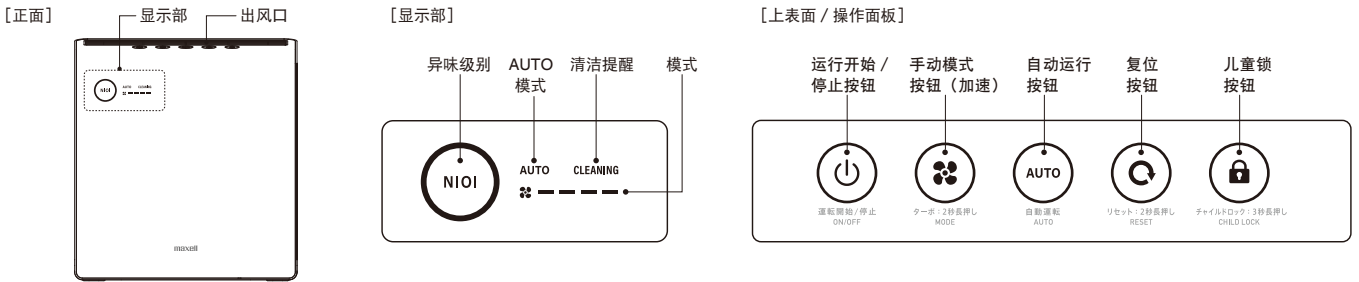 ［正面］
显示部
出风口
NIOI
AUTO CLEANING
maxell
［显示部］
异味级别
AUTO
模式
清洁提醒
模式
NIOI
AUTO CLEANING
［上表面 / 操作面板］
运行开始 /
停止按钮
手动模式
按钮（加速）
自动运行
按钮
复位
按钮
儿童锁
按钮
AUTO
運転開始/停止
ON/OFF
ターボ：2秒長押し
MODE
自動運転
AUTO
リセット：2秒長押し
RESET
チャイルドロック：3秒長押し
CHILD LOCK